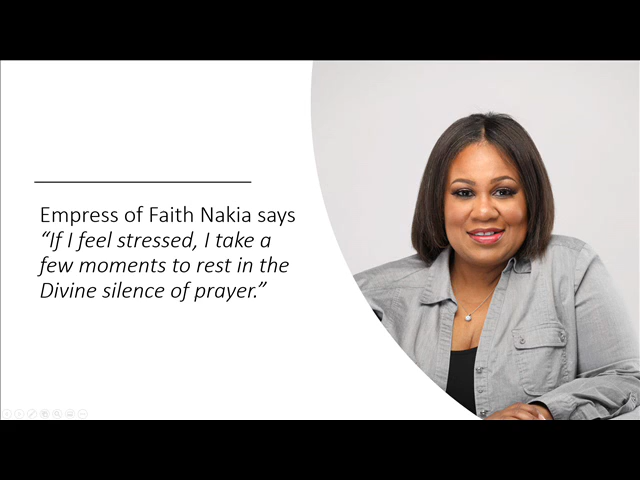 Empress of Faith Nakia says
“If I feel stressed, I take a
few moments to rest in the
Divine silence of prayer.”